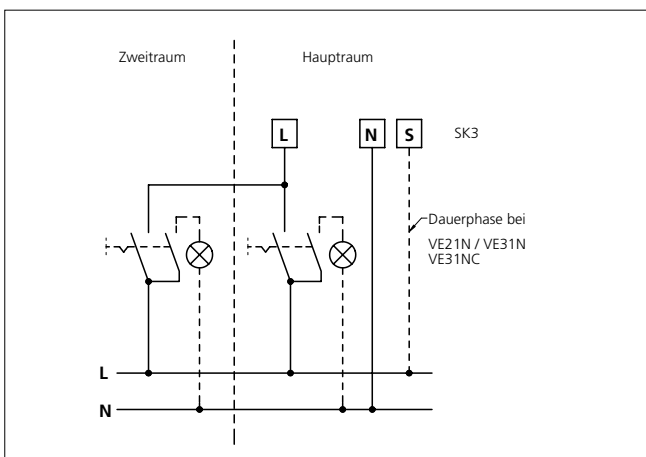 Zweitraum
Hauptraum
L
N
S
SK3
Dauerphase bei
VE21N / VE31N
VE31NC
L
N